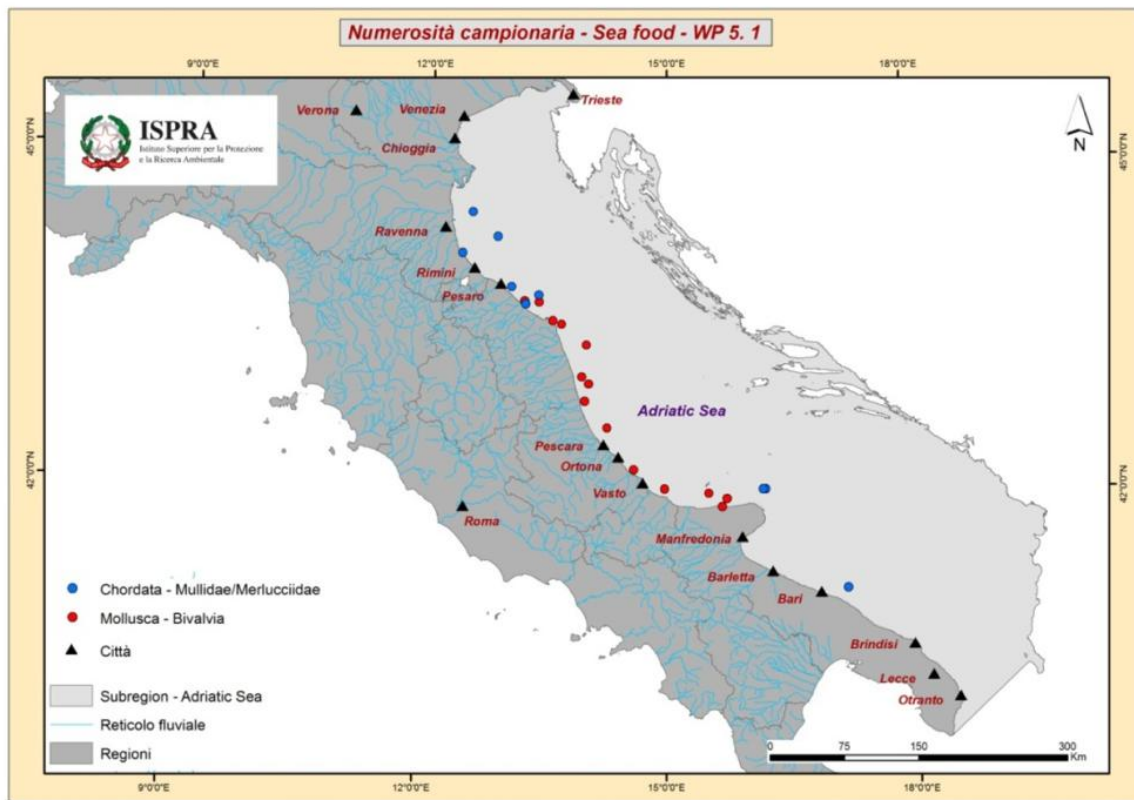 Numerosità campionaria - Sea food - WP 5. 1
9°0'0"E
12°0'0"E
15°0'0"E
18°0'0"E
45°0'0"N
45°0'0"N
ISPRA
Istituto Superiore per la Protezione
e la Ricerca Ambientale
N
Verona
Venezia
Trieste
Chioggia
Ravenna
Rimini
Pesaro
Adriatic Sea
Pescara
Ortona
Vasto
42°0'0"N
42°0'0"N
Roma
Manfredonia
Barletta
Bari
Brindisi
Lecce
Otranto
Chordata - Mullidae/Merlucciidae
Mollusca - Bivalvia
Città
Subregion - Adriatic Sea
Reticolo fluviale
Regioni
0 75 150 300
Km
9°0'0"E
12°0'0"E
15°0'0"E
18°0'0"E